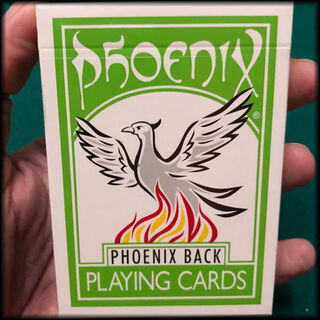 PhOENIX
®
PHOENIX BACK
PLAYING CARDS